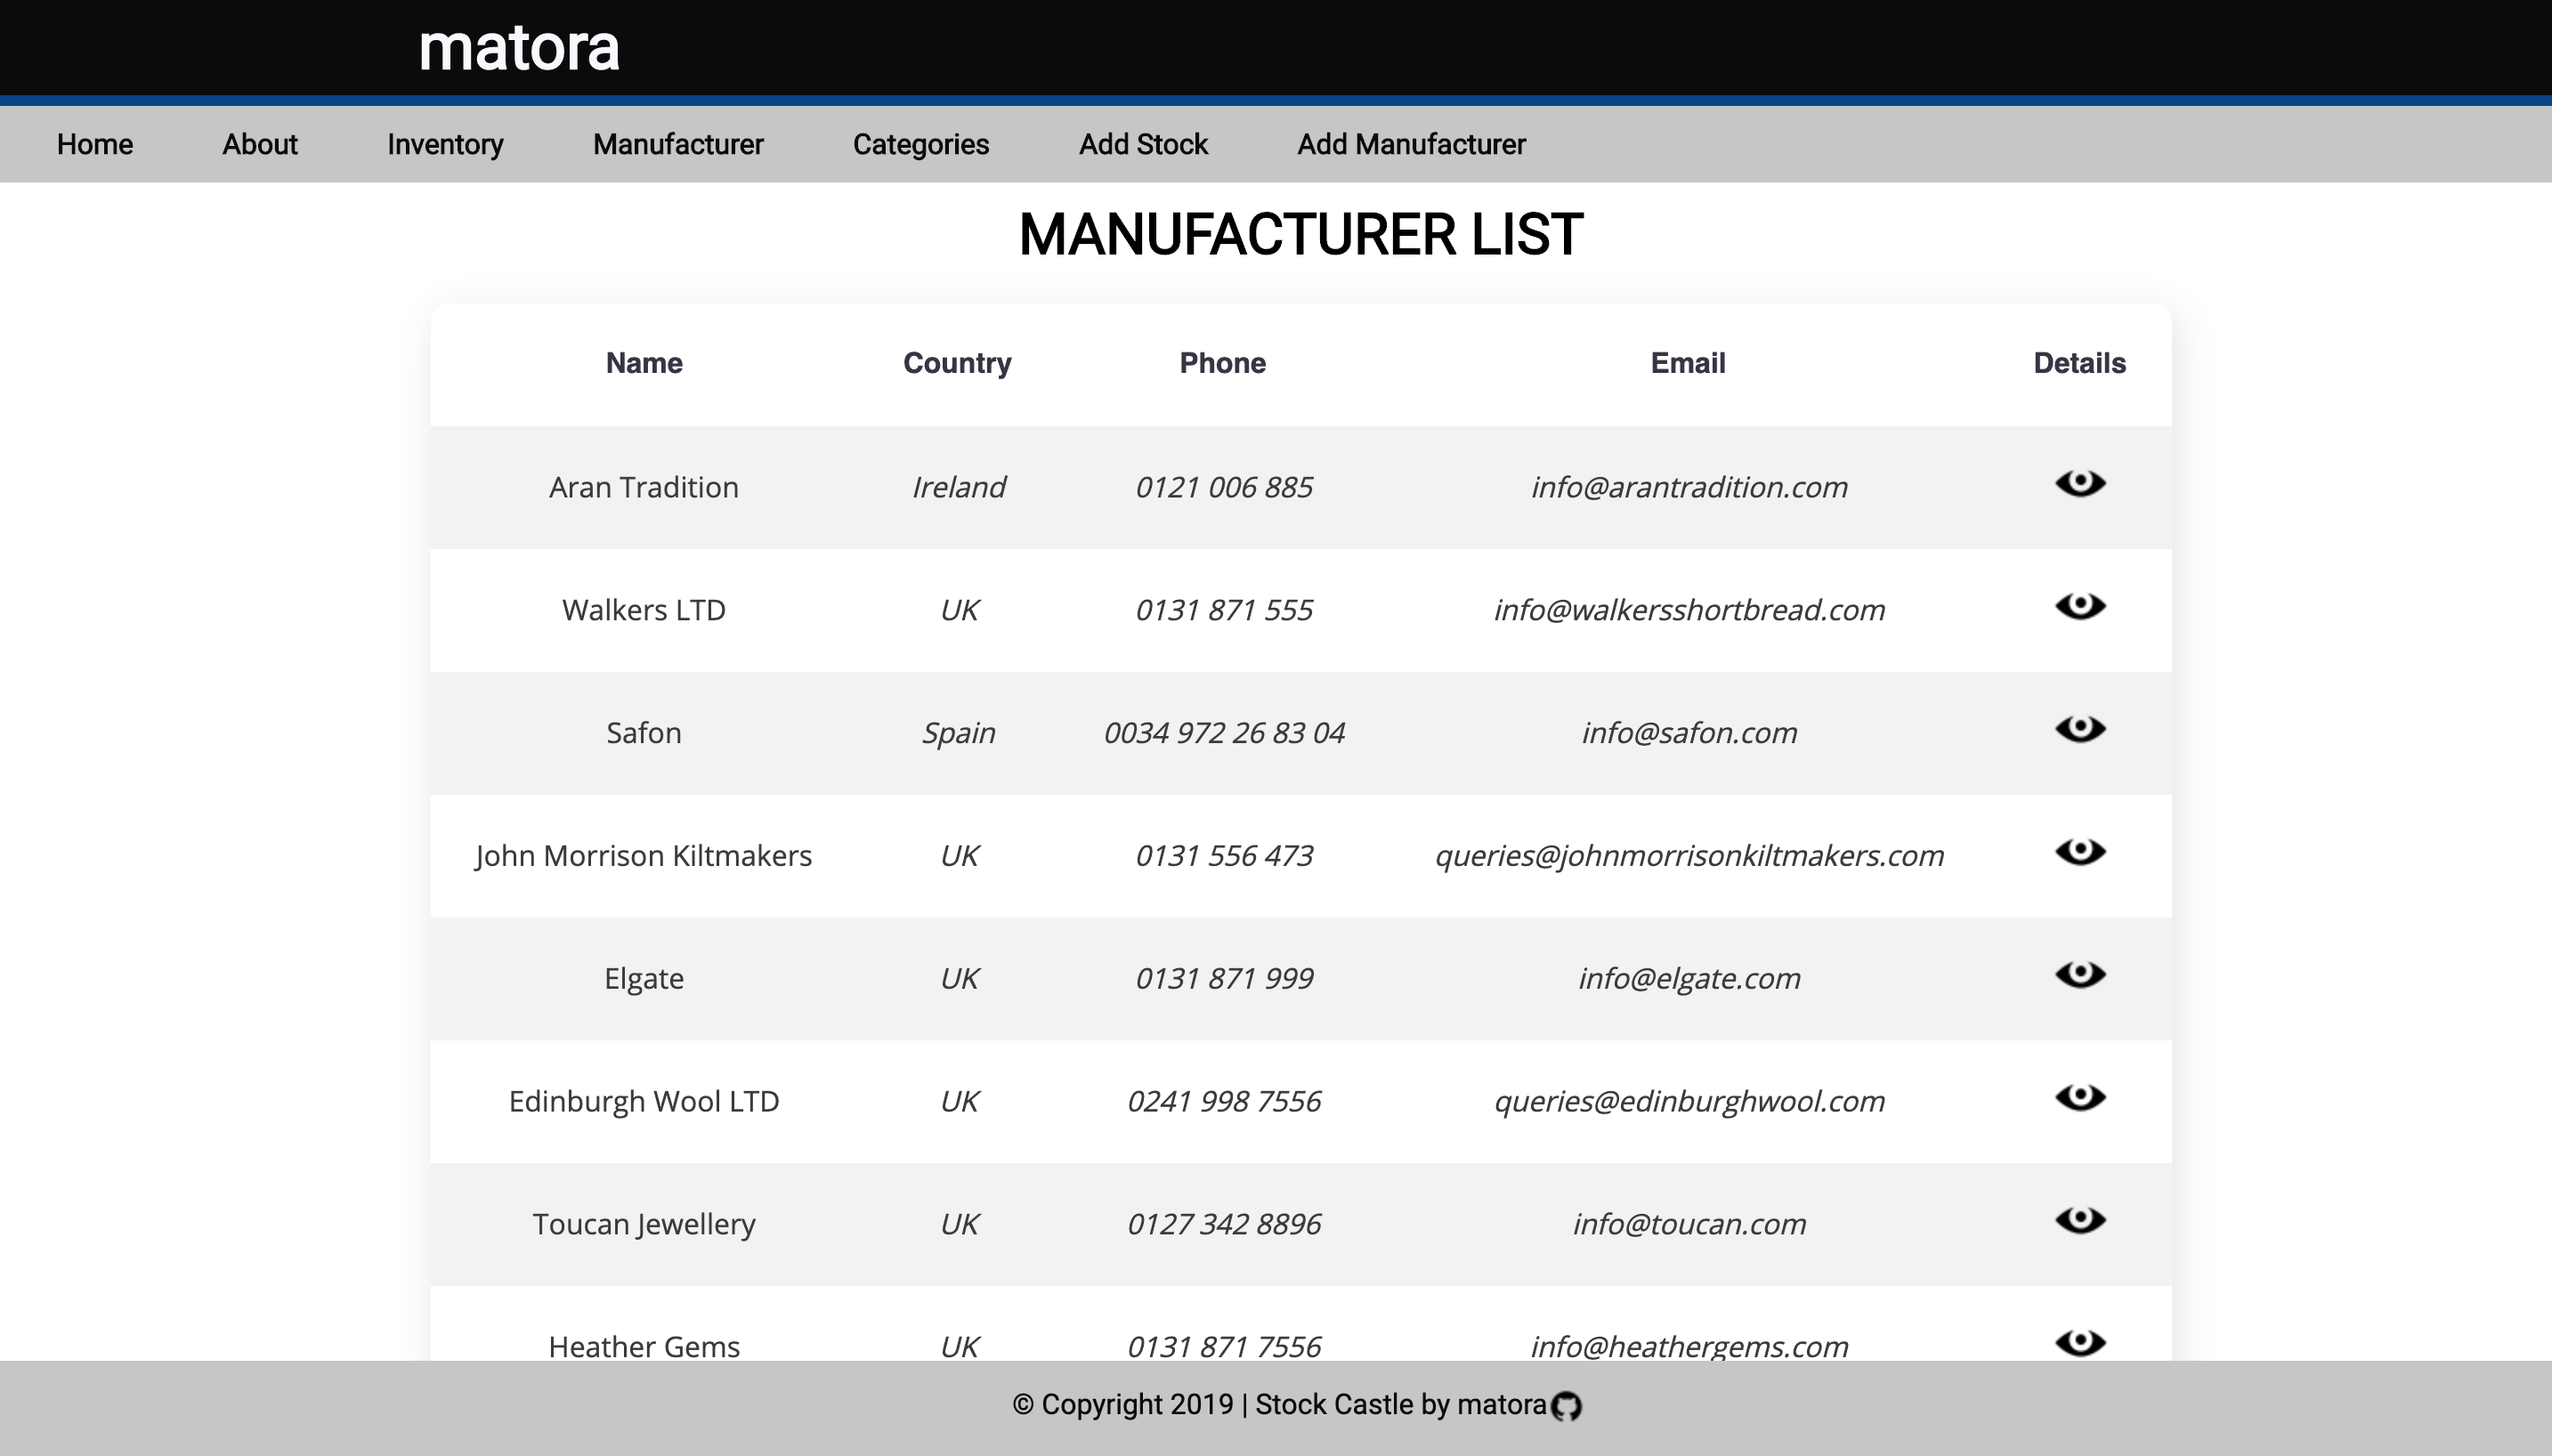 matora
Home About Inventory Manufacturer Categories Add Stock Add Manufacturer
MANUFACTURER LIST
Name Country Phone Email Details
Aran Tradition Ireland 0121 006 885 info@arantradition.com
Walkers LTD UK 0131 871 555 info@walkersshortbread.com
Safon Spain 0034 972 26 83 04 info@safon.com
John Morrison Kiltmakers UK 0131 556 473 queries@johnmorrisonkiltmakers.com
Elgate UK 0131 871 999 info@elgate.com
Edinburgh Wool LTD UK 0241 998 7556 queries@edinburghwool.com
Toucan Jewellery UK 0127 342 8896 info@toucan.com
Heather Gems UK 0131 871 7556 info@heathergems.com
© Copyright 2019 | Stock Castle by matora